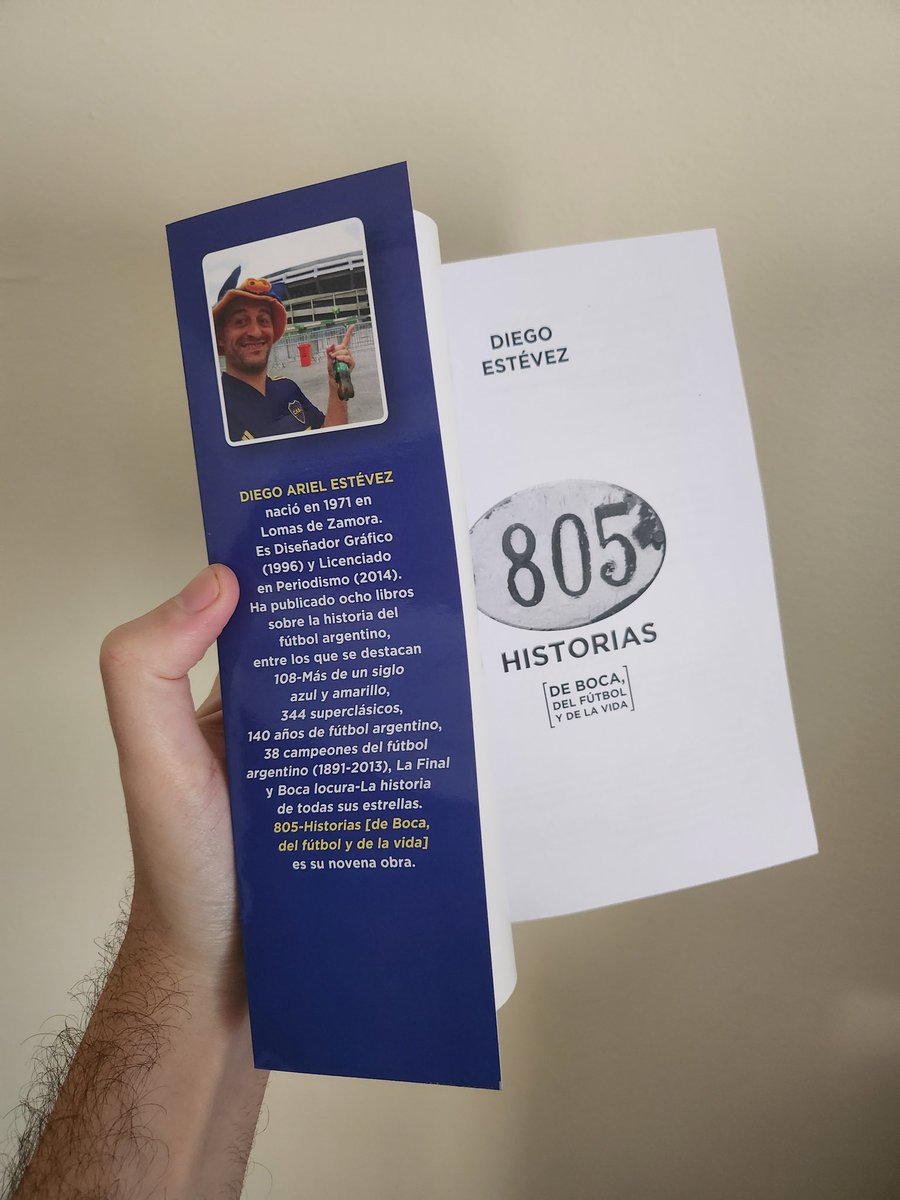 DIEGO ARIEL ESTÉVEZ
nació en 1971 en
Lomas de Zamora.
Es Diseñador Gráfico
(1996) y Licenciado
en Periodismo (2014).
Ha publicado ocho libros
sobre la historia del
fútbol argentino,
entre los que se destacan
108-Más de un siglo
azul y amarillo,
344 superclásicos,
140 años de fútbol argentino,
38 campeones del fútbol
argentino (1891-2013), La Final
y Boca locura-La historia
de todas sus estrellas.
805-Historias [de Boca,
del fútbol y de la vida]
es su novena obra.
DIEGO
ESTÉVEZ
805
HISTORIAS
[DE BOCA,
DEL FÚTBOL
Y DE LA VIDA]